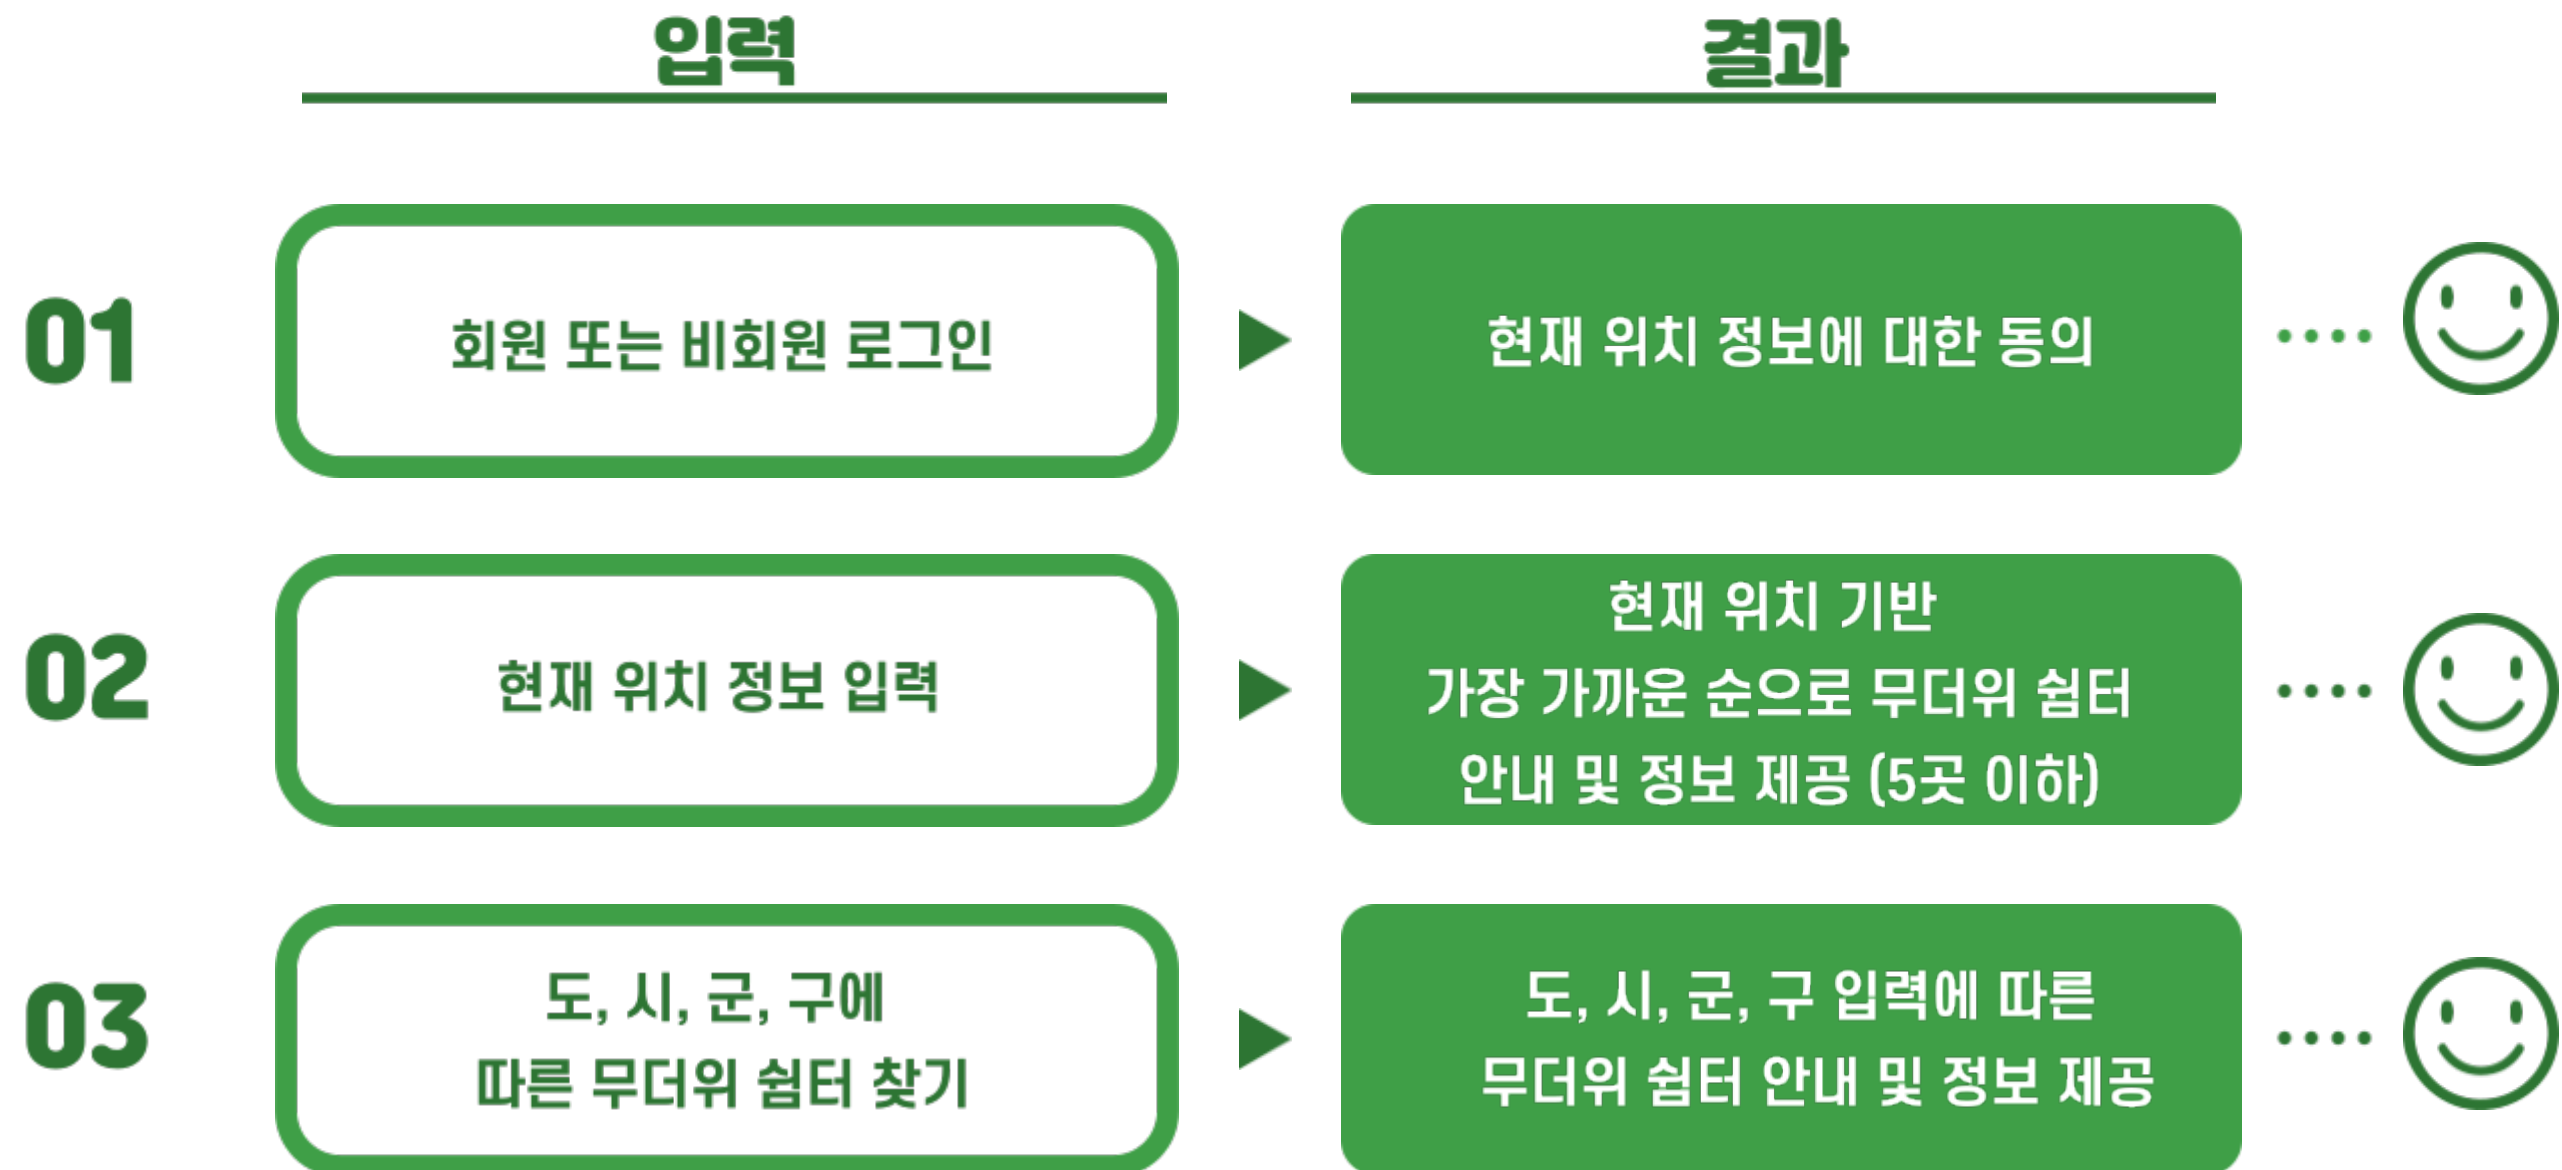 입력
결과
01
회원 또는 비회원 로그인
현재 위치 정보에 대한 동의
02
현재 위치 정보 입력
현재 위치 기반
가장 가까운 순으로 무더위 쉼터
안내 및 정보 제공 (5곳 이하)
03
도, 시, 군, 구에
따른 무더위 쉼터 찾기
도, 시, 군, 구 입력에 따른
무더위 쉼터 안내 및 정보 제공